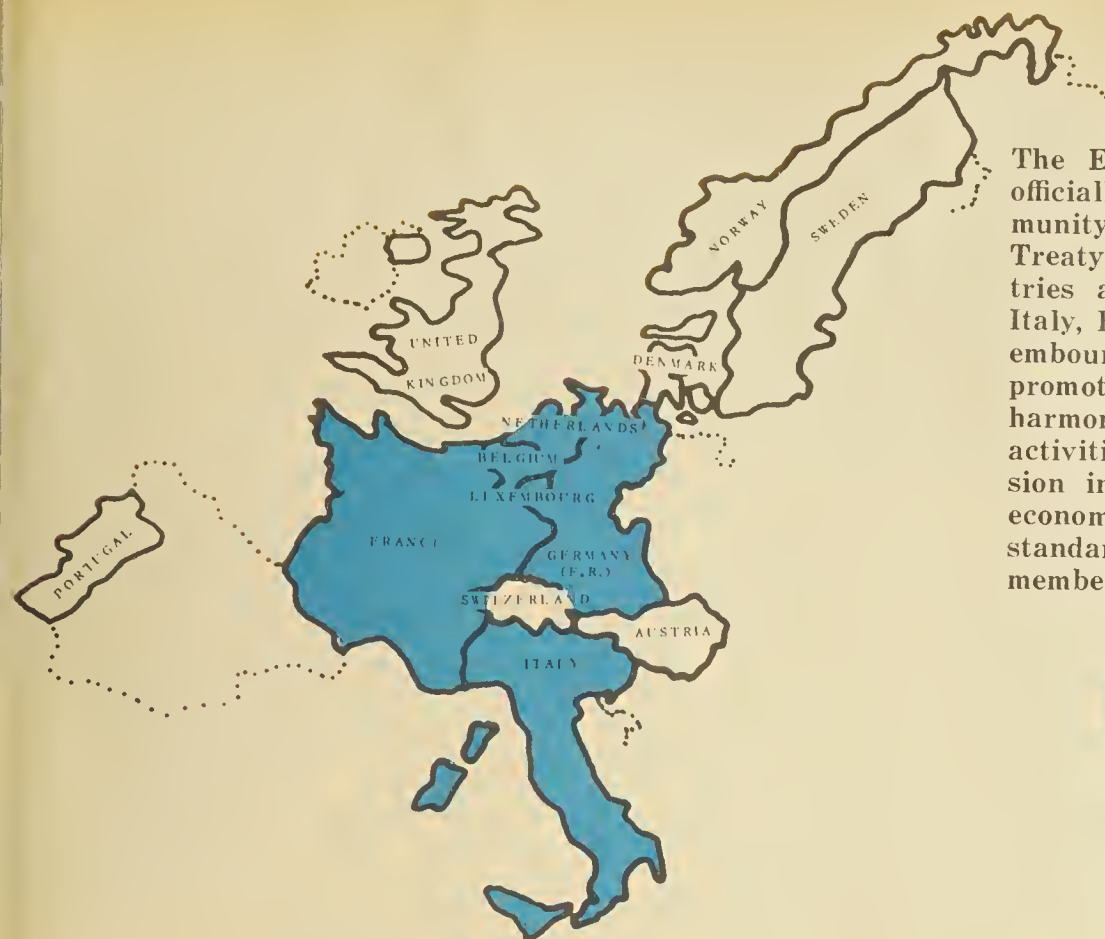 NORWAY
SWEDEN
UNITED
KINGDOM
DENMARK
NETHERLANDS
BELGIUM
LUXEMBOURG
FRANCE
GERMANY
(F.R.)
SWITZERLAND
AUSTRIA
ITALY
PORTUGAL
The E
official
munity
Treaty
tries a
Italy,
embour
promot
harmon
activiti
sion in
econom
standar
membe